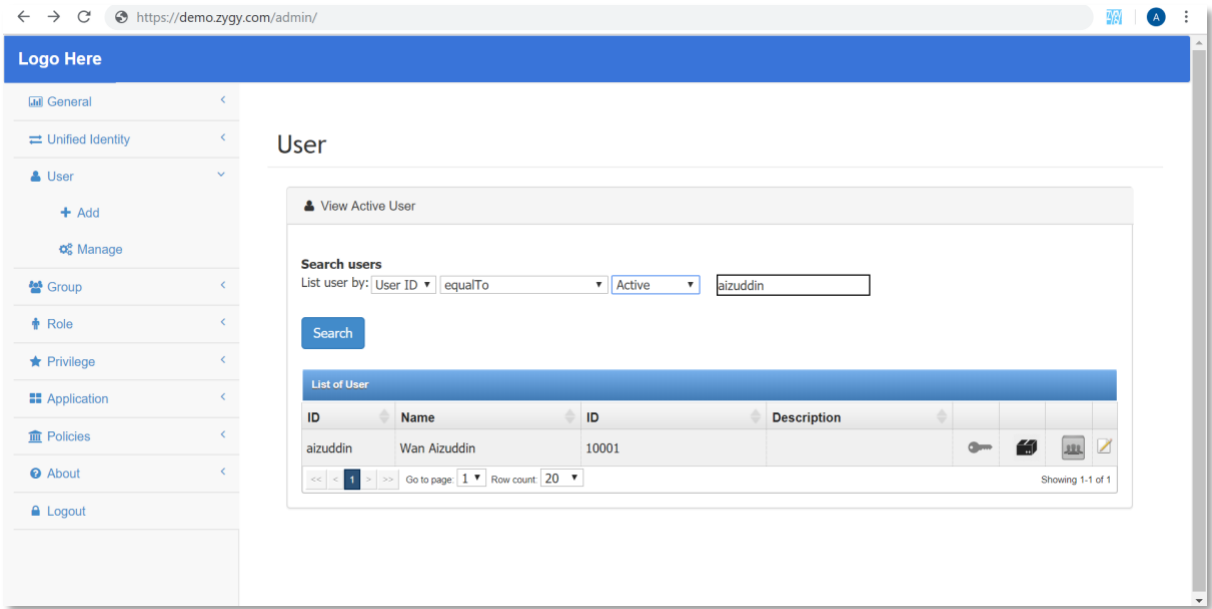 https://demo.zygy.com/admin/
A
Logo Here
General
Unified Identity
User
Add
Manage
Group
Role
Privilege
Application
Policies
About
Logout
User
View Active User
Search users
List user by: User ID equalTo Active aizuddin
Search
List of User
ID Name ID Description
aizuddin Wan Aizuddin 10001
<< < 1 > >> Go to page: 1 Row count: 20 Showing 1-1 of 1